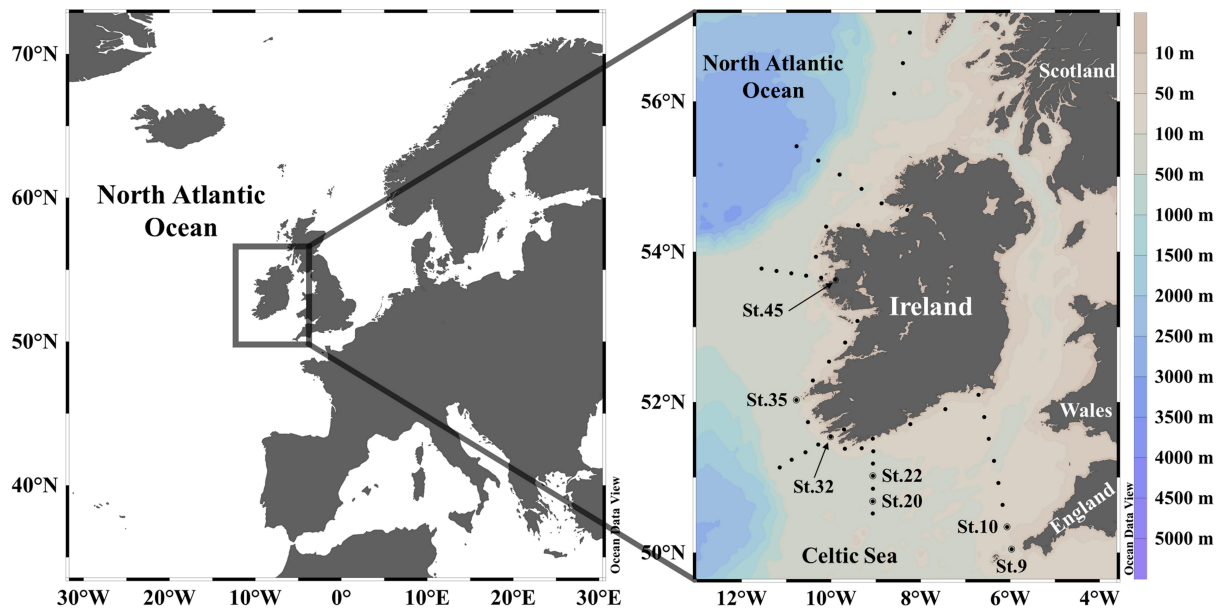 70°N
60°N
50°N
40°N
30°W
20°W
10°W
0°
10°E
20°E
30°E
North Atlantic
Ocean
Ocean Data View
North Atlantic
Ocean
Scotland
Ireland
Wales
England
Celtic Sea
St.45
St.35
St.32
St.22
St.20
St.10
St.9
56°N
54°N
52°N
50°N
12°W
10°W
8°W
6°W
4°W
Ocean Data View
10 m
50 m
100 m
500 m
1000 m
1500 m
2000 m
2500 m
3000 m
3500 m
4000 m
4500 m
5000 m